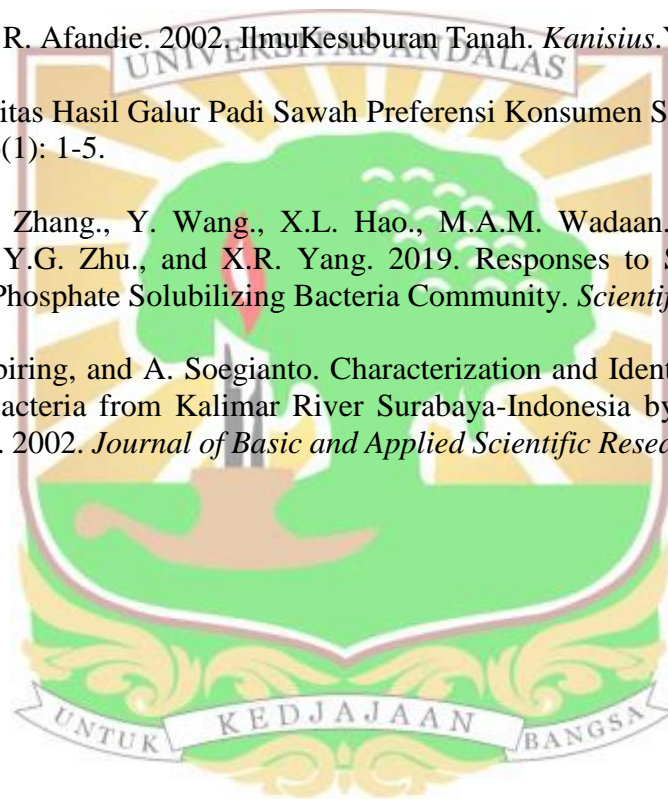 R. Afandie. 2002. IlmuKesuburan Tanah. Kanisius.Y
UNIVERSITAS ANDALAS
itas Hasil Galur Padi Sawah Preferensi Konsumen S
(1): 1-5.
Zhang., Y. Wang., X.L. Hao., M.A.M. Wadaan.
Y.G. Zhu., and X.R. Yang. 2019. Responses to S
Phosphate Solubilizing Bacteria Community. Scientif
piring, and A. Soegianto. Characterization and Ident
acteria from Kalimar River Surabaya-Indonesia by
. 2002. Journal of Basic and Applied Scientific Resea
UNTUK KEDJAJAAN BANGSA